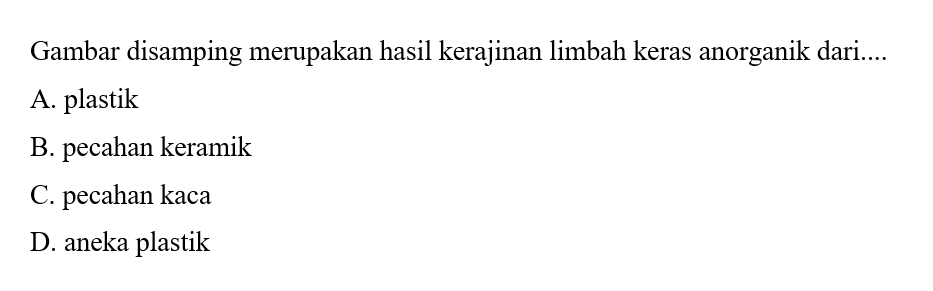 Gambar disamping merupakan hasil kerajinan limbah keras anorganik dari....
A. plastik
B. pecahan keramik
C. pecahan kaca
D. aneka plastik